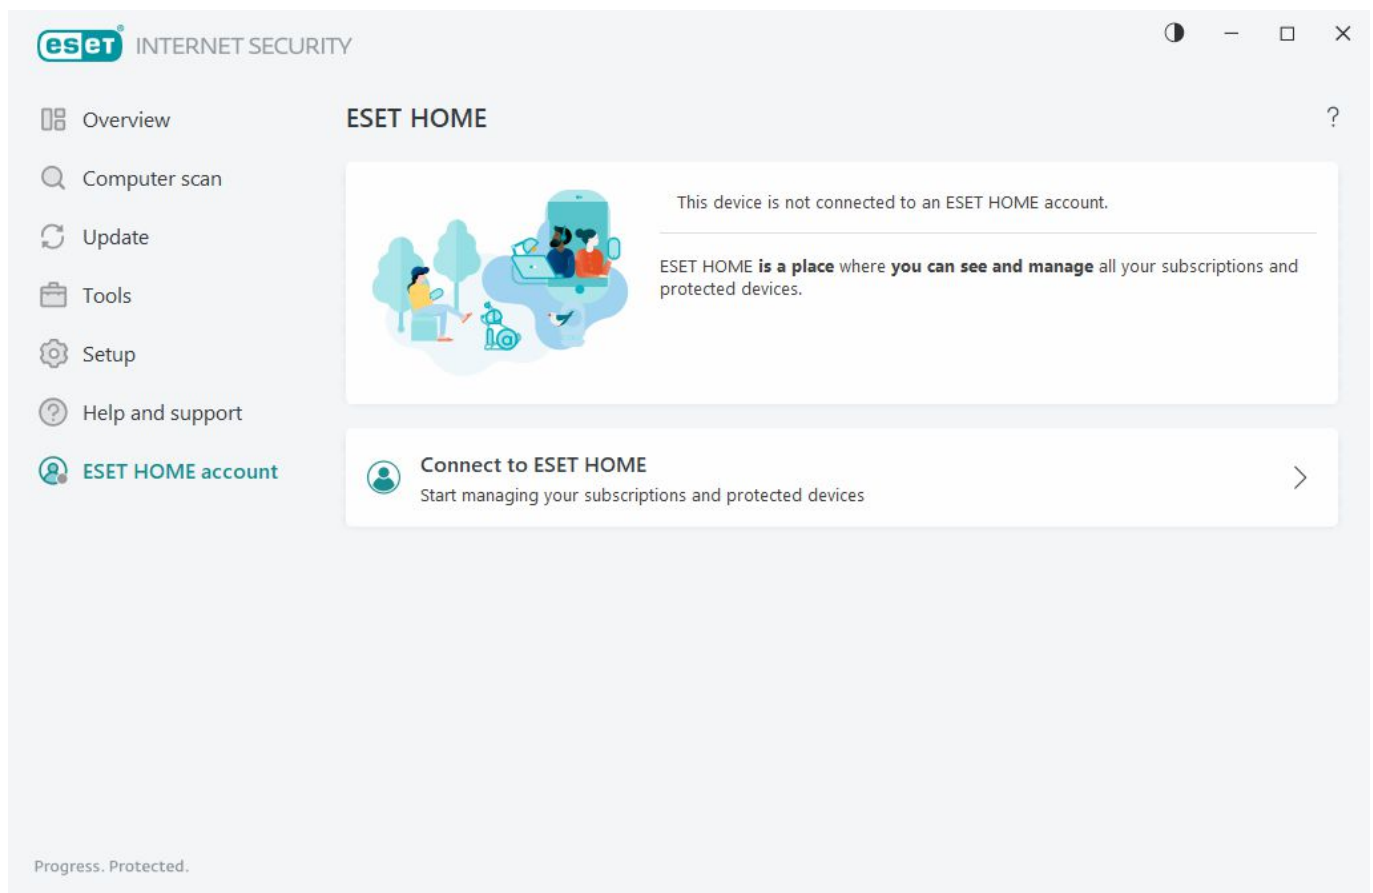 eset® INTERNET SECURITY
Overview
Computer scan
Update
Tools
Setup
Help and support
ESET HOME account
ESET HOME
?
This device is not connected to an ESET HOME account.
ESET HOME is a place where you can see and manage all your subscriptions and
protected devices.
Connect to ESET HOME
Start managing your subscriptions and protected devices
Progress. Protected.